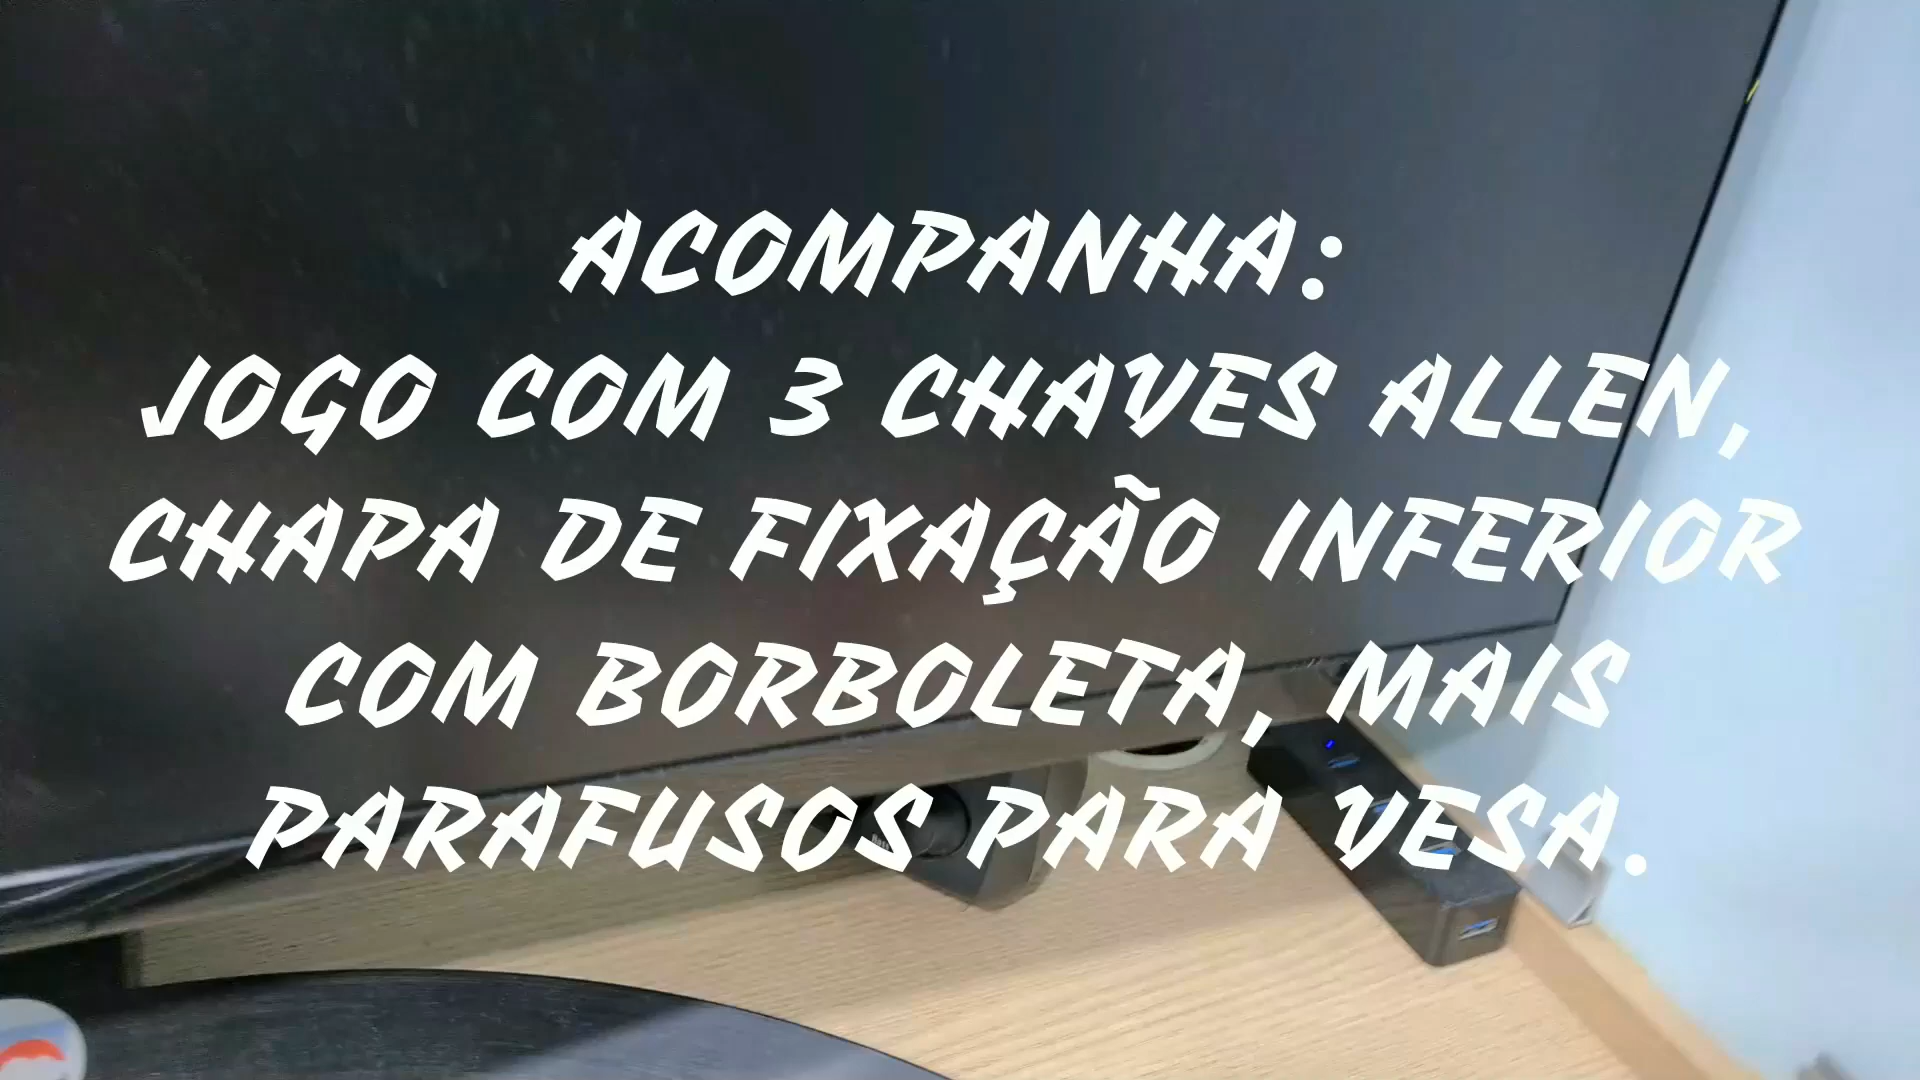 ACOMPANHA:
JOGO COM 3 CHAVES ALLEN,
CHAPA DE FIXAÇÃO INFERIOR
COM BORBOLETA, MAIS
PARAFUSOS PARA VESA.